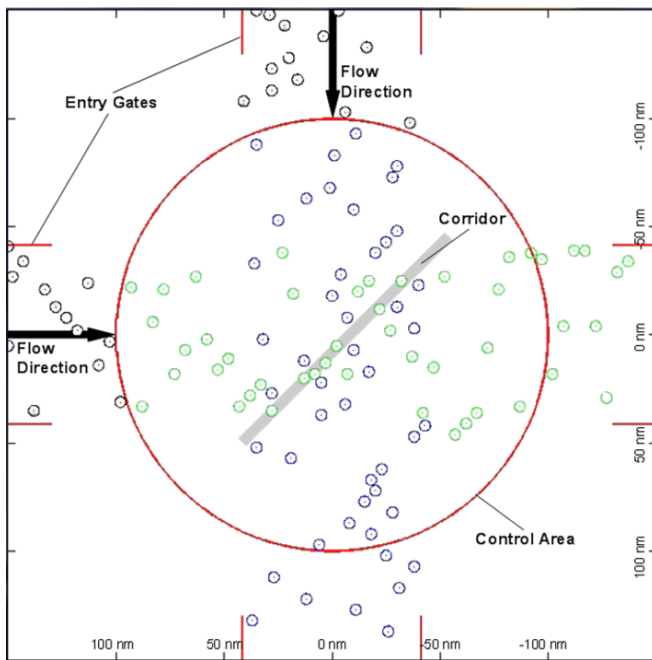 Entry Gates
Flow
Direction
-100 nm
Corridor
-50 nm
0 nm
Flow
Direction
50 nm
Control Area
100 nm
100 nm
50 nm
0 nm
-50 nm
-100 nm